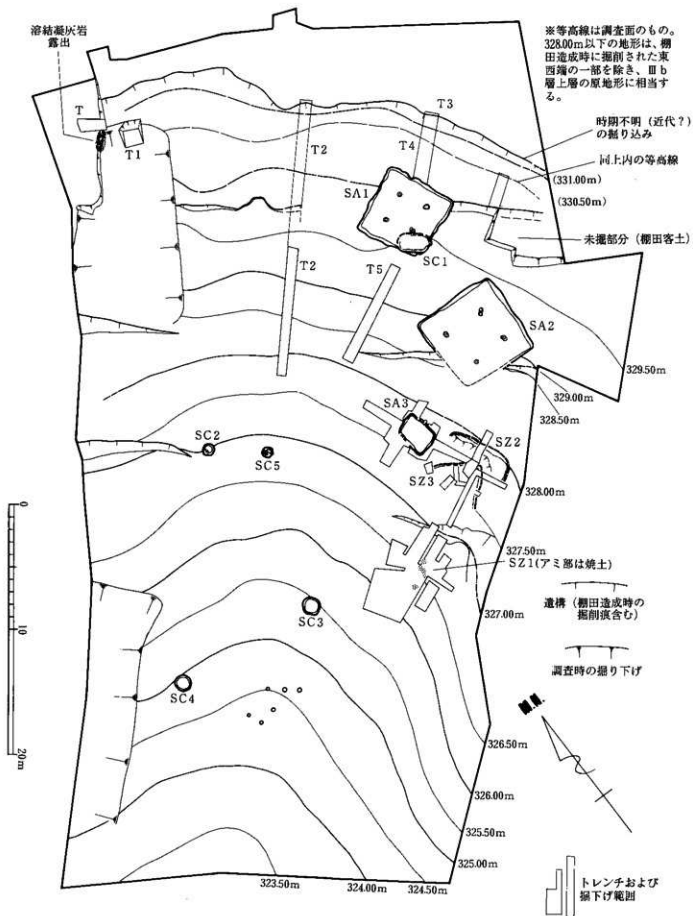 溶結凝灰岩
露出
※等高線は調査面のもの。
328.00m以下の地形は、棚
田造成時に掘削された東
西端の一部を除き、Ⅲb
層上層の原地形に相当す
る。
時期不明(近代?)
の掘り込み
同上内の等高線
(331.00m)
(330.50m)
未掘部分(棚田客土)
T
T1
T2
T3
T4
SA1
SC1
T2
T5
SA2
329.50m
329.00m
328.50m
SA3
SZ2
SC2
SC5
SZ3
328.00m
327.50m
SZ1(アミ部は焼土)
327.00m
遺構(棚田造成時の
掘削痕含む)
調査時の掘り下げ
SC3
SC4
0
10
20m
M.N.
326.50m
326.00m
325.50m
325.00m
323.50m
324.00m
324.50m
トレンチおよび
掘下げ範囲